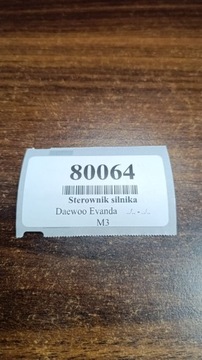 80064
Sterownik silnika
Daewoo Evanda ../.. - ../..
M3